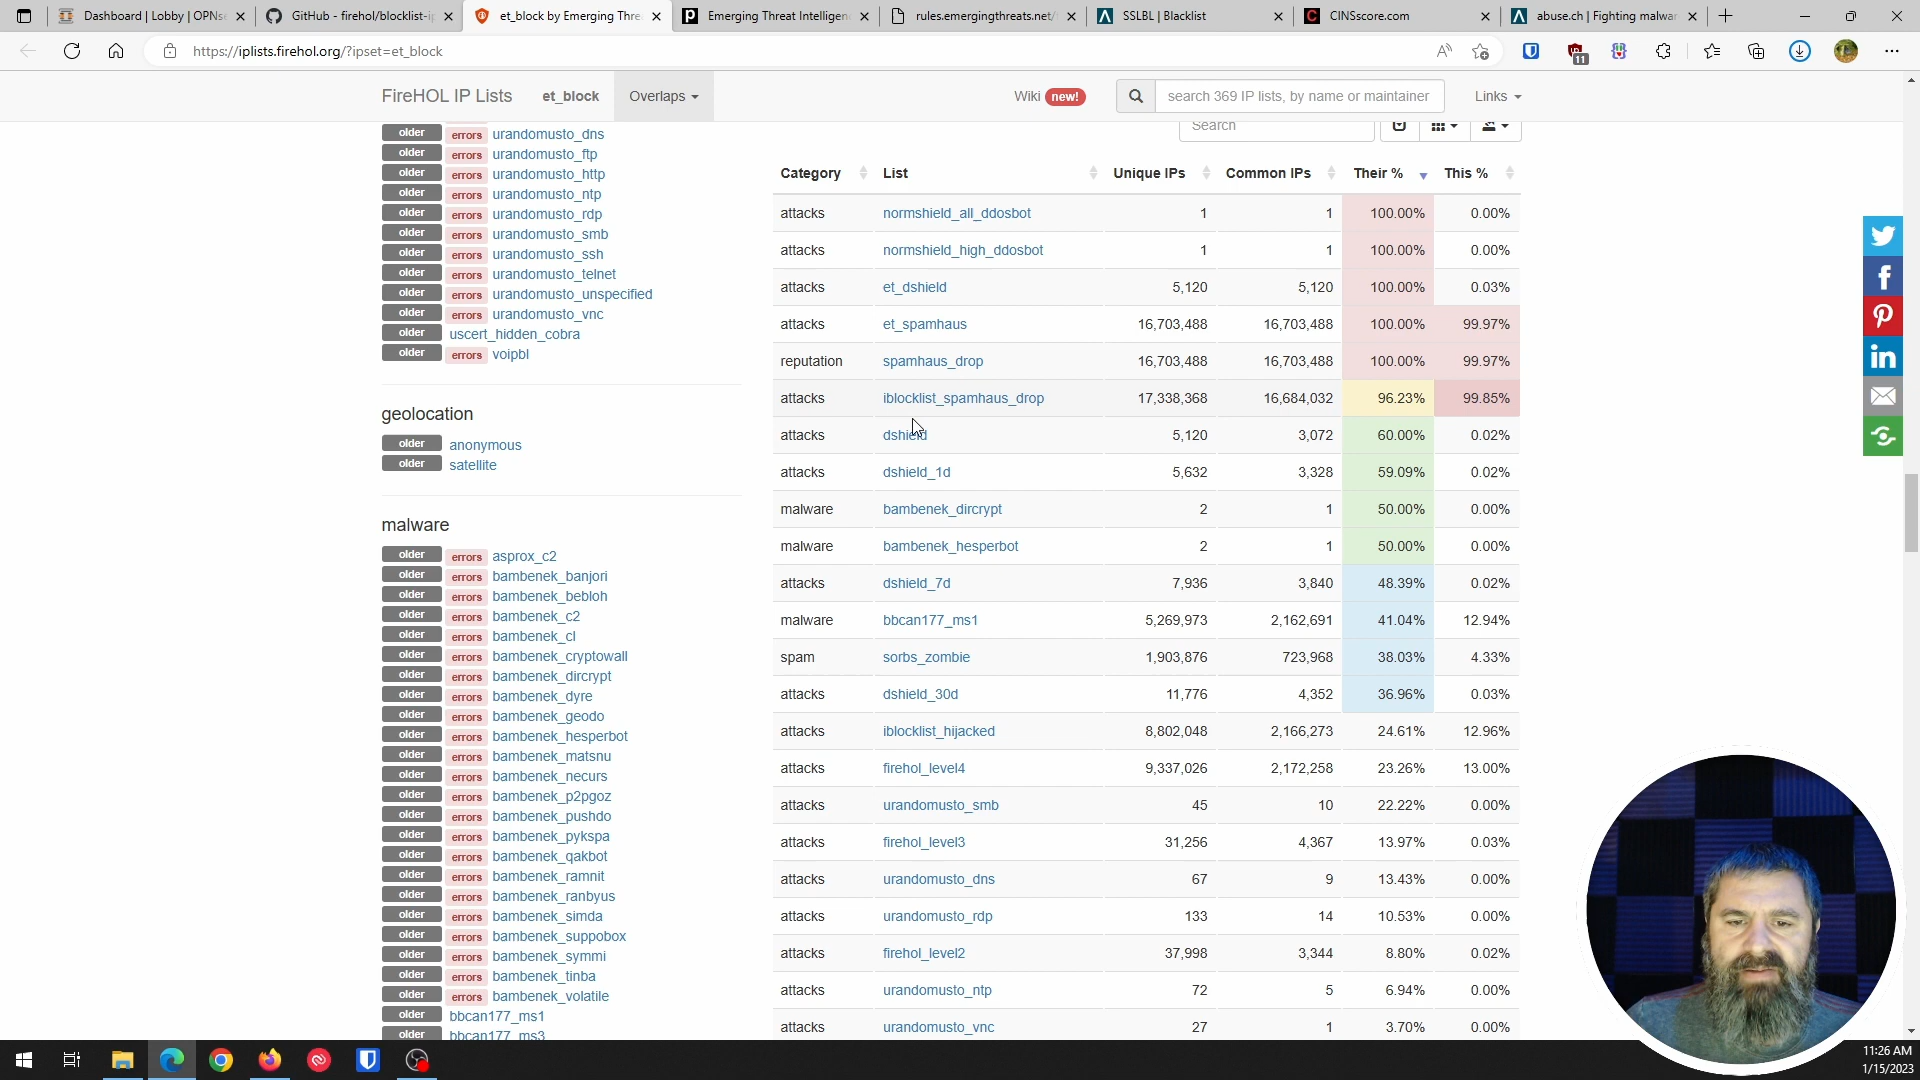 Dashboard | Lobby | OPNs
GitHub - firehol/blocklist-ip
et_block by Emerging Thre
Emerging Threat Intelligen
rules.emergingthreats.net/
SSLBL | Blacklist
CINSscore.com
abuse.ch | Fighting malwar
https://iplists.firehol.org/?ipset=et_block
11
FireHOL IP Lists
et_block
Overlaps
Wiki new!
search 369 IP lists, by name or maintainer
Links
older errors urandomusto_dns
older errors urandomusto_ftp
older errors urandomusto_http
older errors urandomusto_ntp
older errors urandomusto_rdp
older errors urandomusto_smb
older errors urandomusto_ssh
older errors urandomusto_telnet
older errors urandomusto_unspecified
older errors urandomusto_vnc
older uscert_hidden_cobra
older errors voipbl
geolocation
older anonymous
older satellite
malware
older errors asprox_c2
older errors bambenek_banjori
older errors bambenek_bebloh
older errors bambenek_c2
older errors bambenek_cl
older errors bambenek_cryptowall
older errors bambenek_dircrypt
older errors bambenek_dyre
older errors bambenek_geodo
older errors bambenek_hesperbot
older errors bambenek_matsnu
older errors bambenek_necurs
older errors bambenek_p2pgoz
older errors bambenek_pushdo
older errors bambenek_pykspa
older errors bambenek_qakbot
older errors bambenek_ramnit
older errors bambenek_ranbyus
older errors bambenek_simda
older errors bambenek_suppobox
older errors bambenek_symmi
older errors bambenek_tinba
older errors bambenek_volatile
older bbcan177_ms1
older bbcan177_ms3
Search
Category List Unique IPs Common IPs Their % This %
attacks normshield_all_ddosbot 1 1 100.00% 0.00%
attacks normshield_high_ddosbot 1 1 100.00% 0.00%
attacks et_dshield 5,120 5,120 100.00% 0.03%
attacks et_spamhaus 16,703,488 16,703,488 100.00% 99.97%
reputation spamhaus_drop 16,703,488 16,703,488 100.00% 99.97%
attacks iblocklist_spamhaus_drop 17,338,368 16,684,032 96.23% 99.85%
attacks dshield 5,120 3,072 60.00% 0.02%
attacks dshield_1d 5,632 3,328 59.09% 0.02%
malware bambenek_dircrypt 2 1 50.00% 0.00%
malware bambenek_hesperbot 2 1 50.00% 0.00%
attacks dshield_7d 7,936 3,840 48.39% 0.02%
malware bbcan177_ms1 5,269,973 2,162,691 41.04% 12.94%
spam sorbs_zombie 1,903,876 723,968 38.03% 4.33%
attacks dshield_30d 11,776 4,352 36.96% 0.03%
attacks iblocklist_hijacked 8,802,048 2,166,273 24.61% 12.96%
attacks firehol_level4 9,337,026 2,172,258 23.26% 13.00%
attacks urandomusto_smb 45 10 22.22% 0.00%
attacks firehol_level3 31,256 4,367 13.97% 0.03%
attacks urandomusto_dns 67 9 13.43% 0.00%
attacks urandomusto_rdp 133 14 10.53% 0.00%
attacks firehol_level2 37,998 3,344 8.80% 0.02%
attacks urandomusto_ntp 72 5 6.94% 0.00%
attacks urandomusto_vnc 27 1 3.70% 0.00%
11:26 AM
1/15/2023